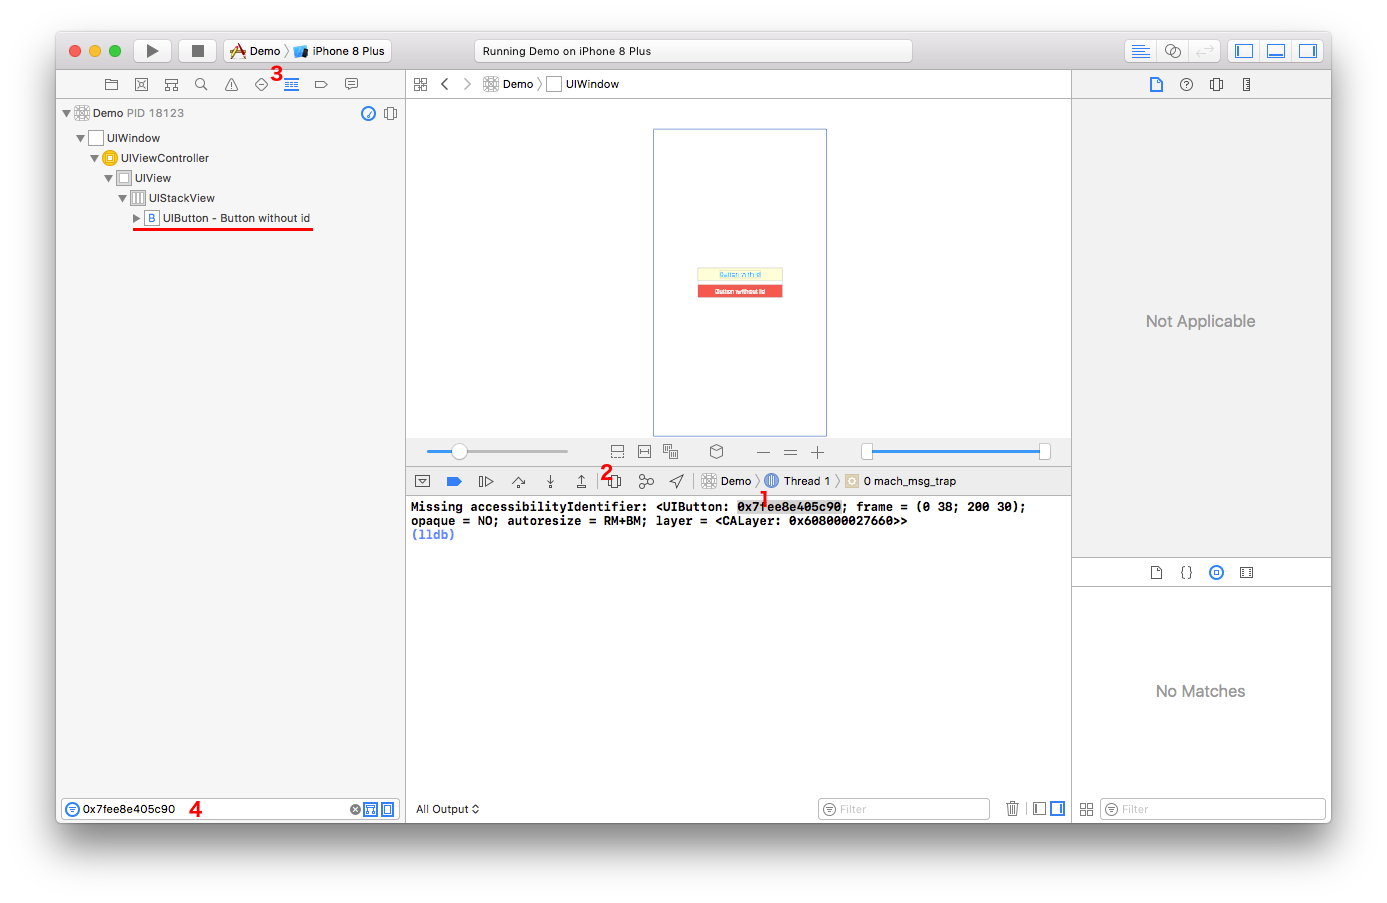 Demo iPhone 8 Plus
Running Demo on iPhone 8 Plus
3
Demo PID 18123
UIWindow
UIViewController
UIView
UIStackView
B UIButton - Button without id
Demo UIWindow
Button with id
Button without id
2
Demo Thread 1 0 mach_msg_trap
1
Missing accessibilityIdentifier: <UIButton: 0x7fee8e405c90; frame = (0 38; 200 30);
opaque = NO; autoresize = RM+BM; layer = <CALayer: 0x608000027660>>
(lldb)
Not Applicable
No Matches
0x7fee8e405c90 4
All Output
Filter
Filter